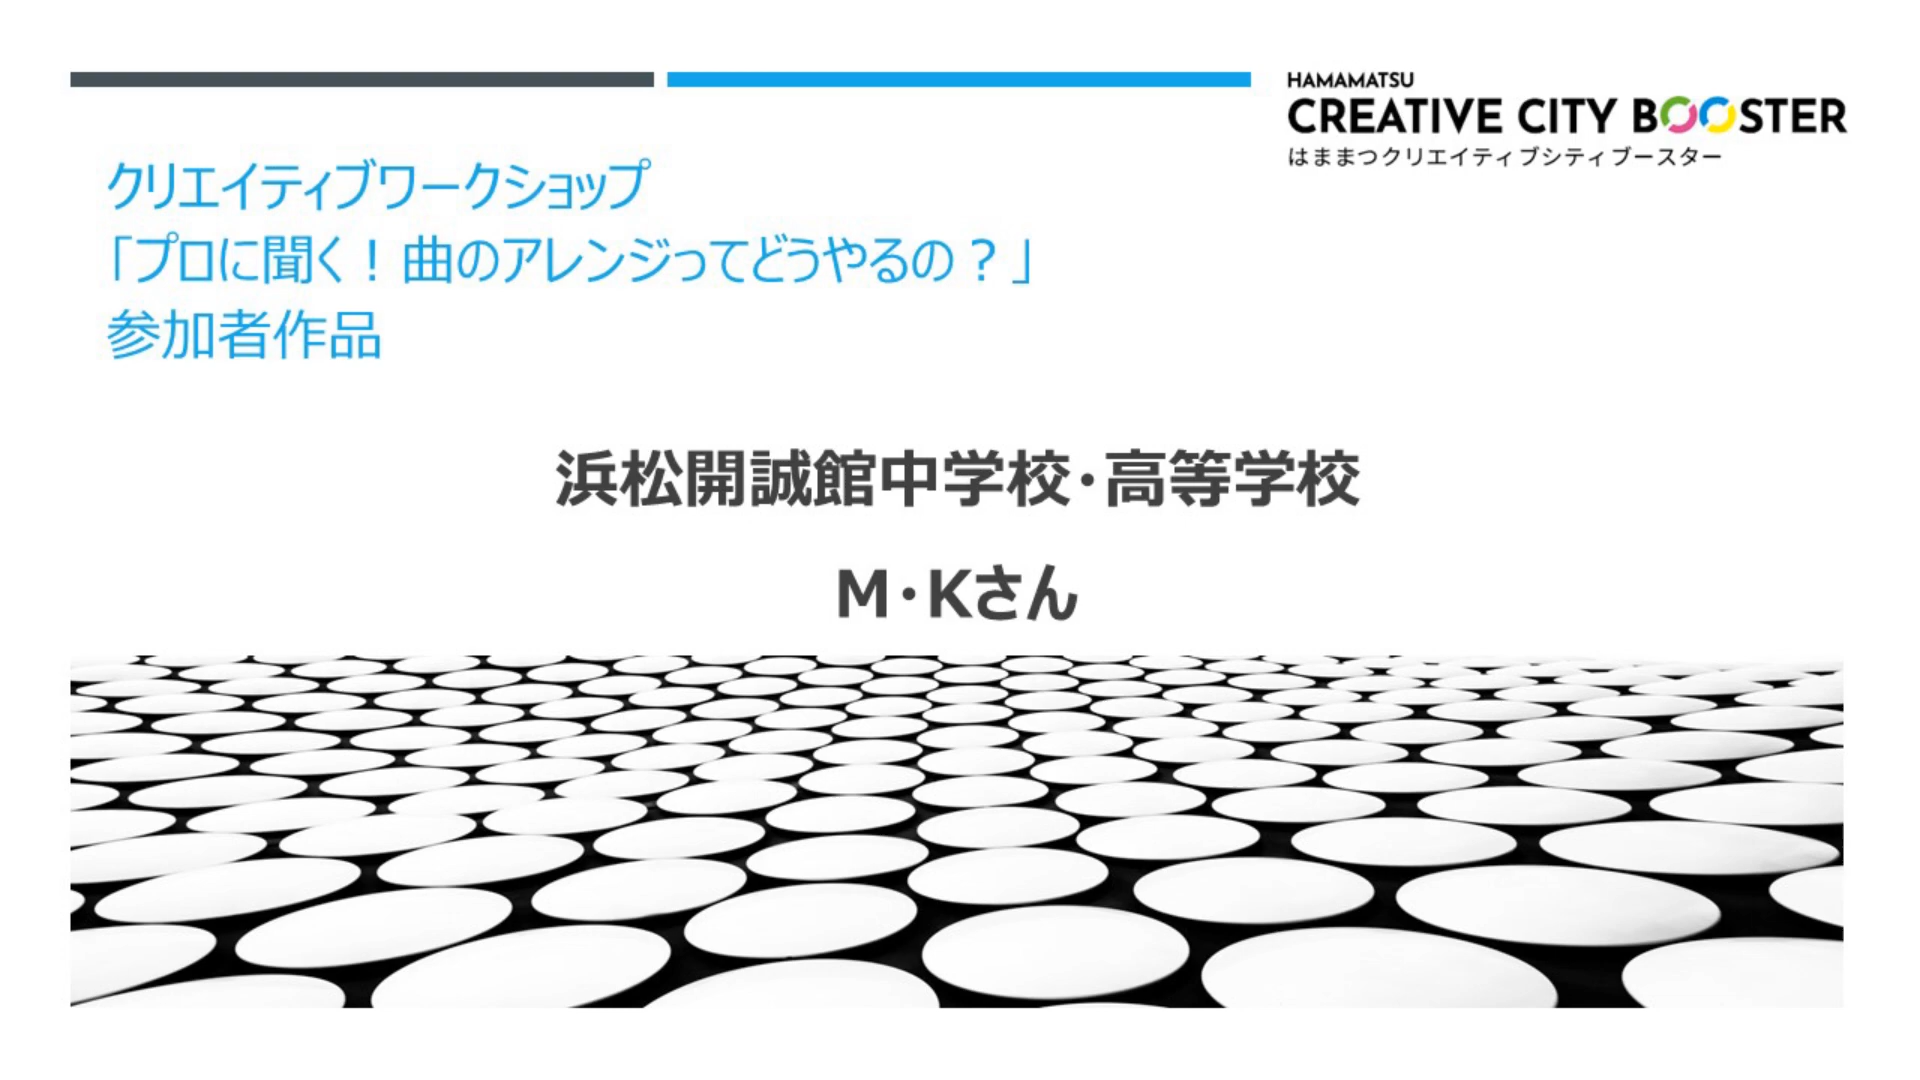 HAMAMATSU
CREATIVE CITY BOOSTER
はままつクリエイティブシティブースター
クリエイティブワークショップ
「プロに聞く！曲のアレンジってどうやるの？」
参加者作品
浜松開誠館中学校・高等学校
M・Kさん